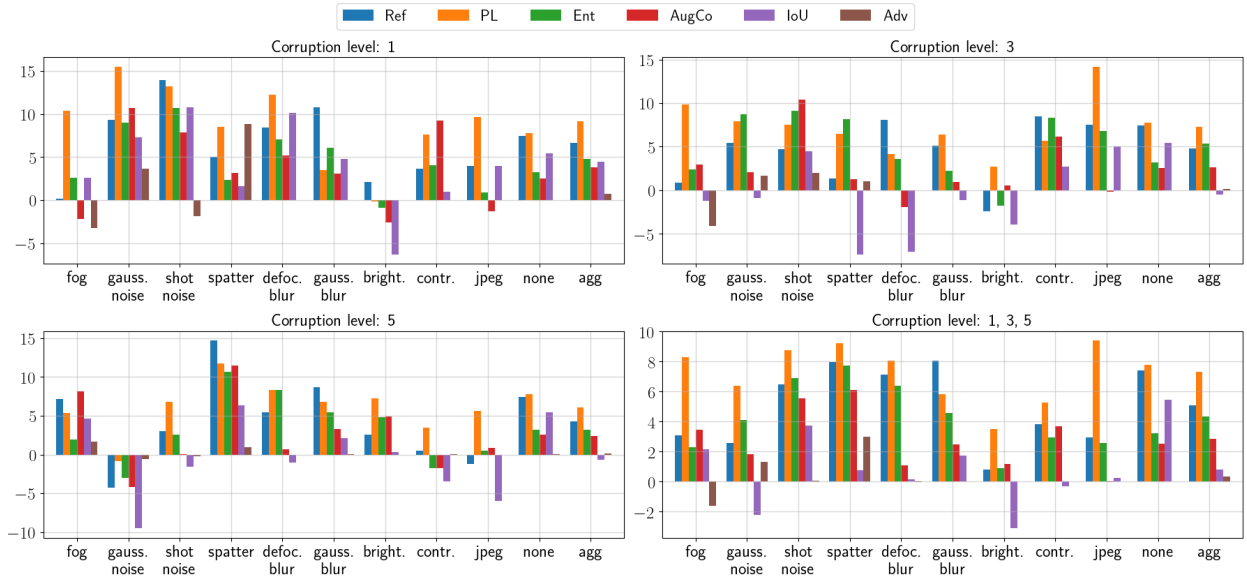 Ref PL Ent AugCo IoU Adv
Corruption level: 1
15
10
5
0
−5
fog gauss. noise shot noise spatter defoc. blur gauss. blur bright. contr. jpeg none agg
Corruption level: 3
15
10
5
0
−5
fog gauss. noise shot noise spatter defoc. blur gauss. blur bright. contr. jpeg none agg
Corruption level: 5
15
10
5
0
−5
−10
fog gauss. noise shot noise spatter defoc. blur gauss. blur bright. contr. jpeg none agg
Corruption level: 1, 3, 5
10
8
6
4
2
0
−2
fog gauss. noise shot noise spatter defoc. blur gauss. blur bright. contr. jpeg none agg